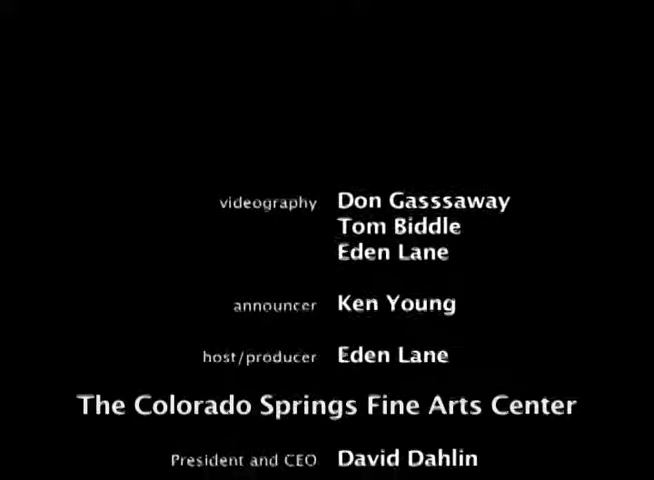 videography Don Gasssaway
Tom Biddle
Eden Lane
announcer Ken Young
host/producer Eden Lane
The Colorado Springs Fine Arts Center
President and CEO David Dahlin